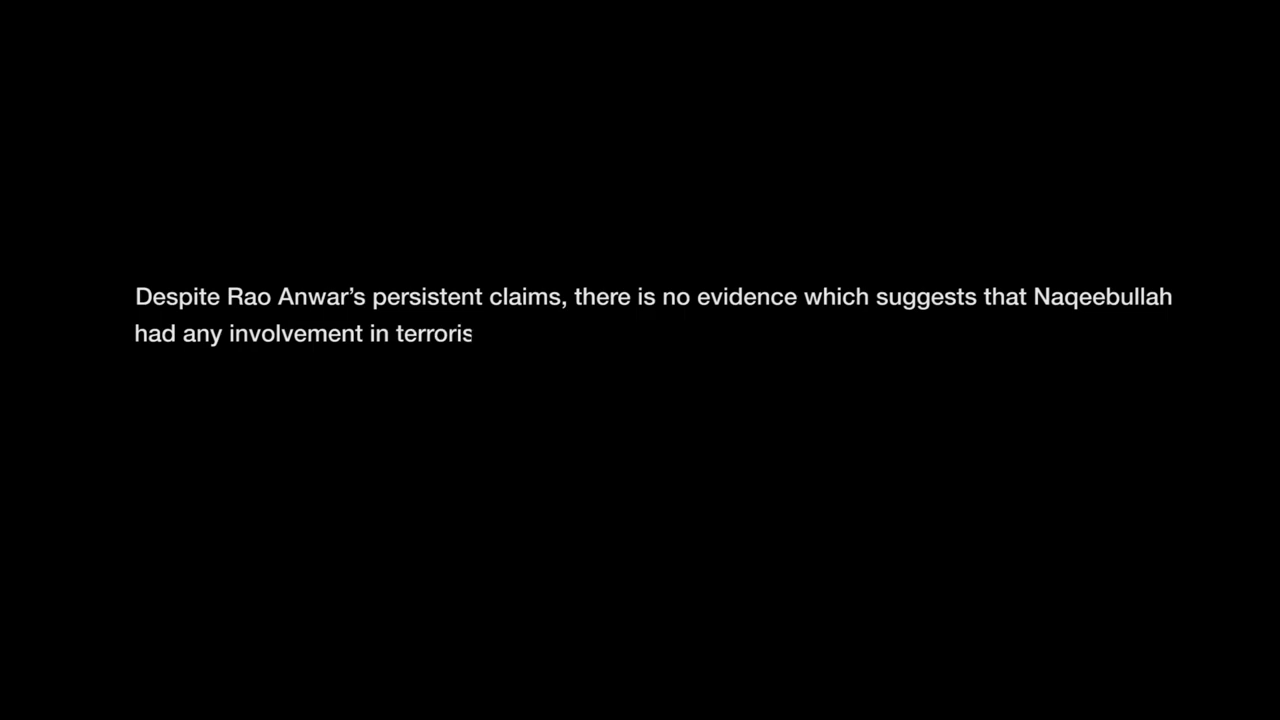 Despite Rao Anwar’s persistent claims, there is no evidence which suggests that Naqeebullah
had any involvement in terroris